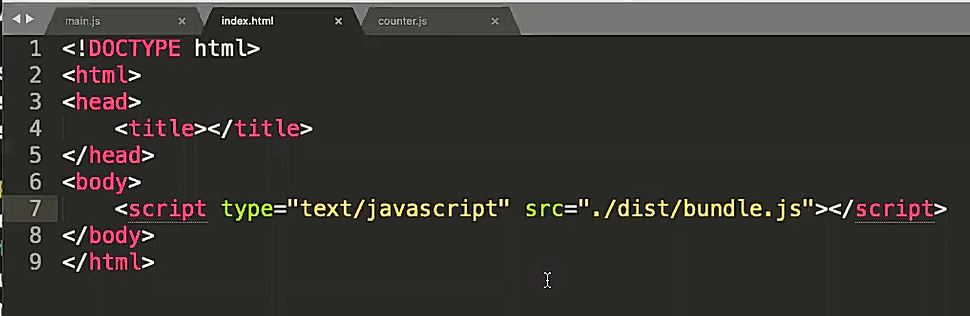 main.js × index.html × counter.js ×
1 <!DOCTYPE html>
2 <html>
3 <head>
4     <title></title>
5 </head>
6 <body>
7     <script type="text/javascript" src="./dist/bundle.js"></script>
8 </body>
9 </html>